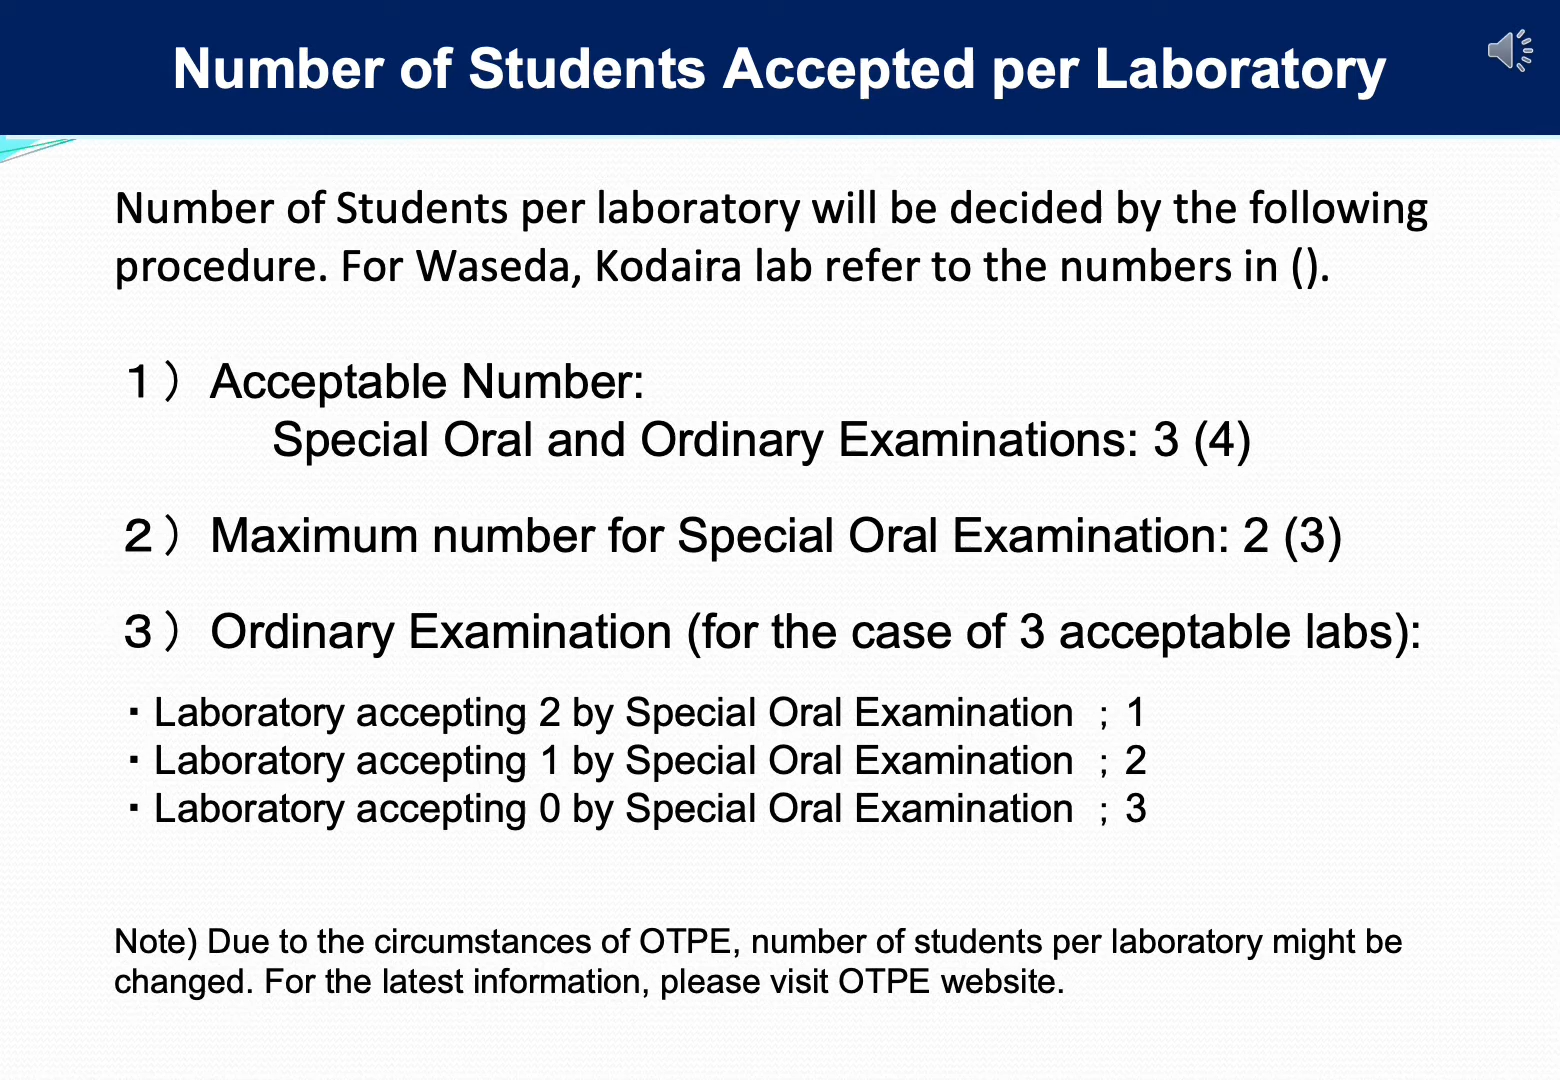 Number of Students Accepted per Laboratory
Number of Students per laboratory will be decided by the following
procedure. For Waseda, Kodaira lab refer to the numbers in ().
１） Acceptable Number:
Special Oral and Ordinary Examinations: 3 (4)
２） Maximum number for Special Oral Examination: 2 (3)
３） Ordinary Examination (for the case of 3 acceptable labs):
・Laboratory accepting 2 by Special Oral Examination ；1
・Laboratory accepting 1 by Special Oral Examination ；2
・Laboratory accepting 0 by Special Oral Examination ；3
Note) Due to the circumstances of OTPE, number of students per laboratory might be
changed. For the latest information, please visit OTPE website.